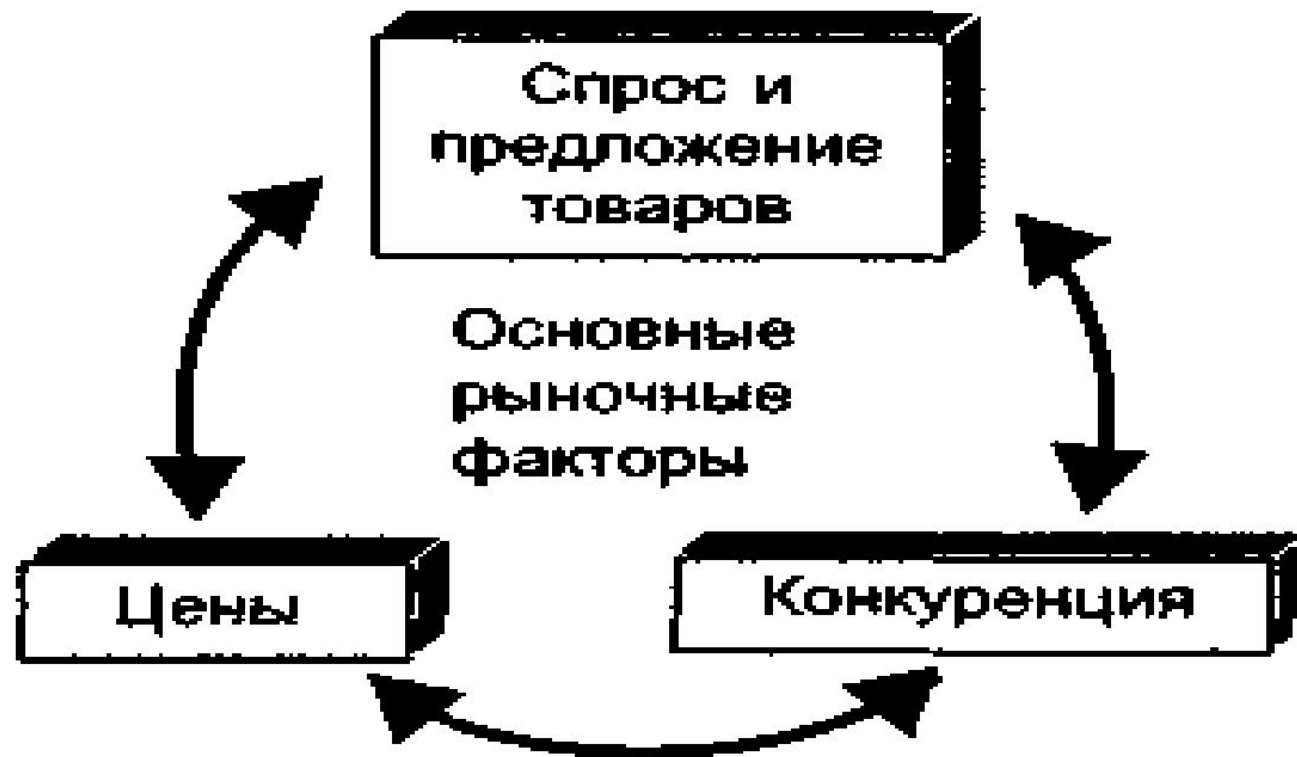 Спрос и
предложение
товаров
Основные
рыночные
факторы
Цены
Конкуренция